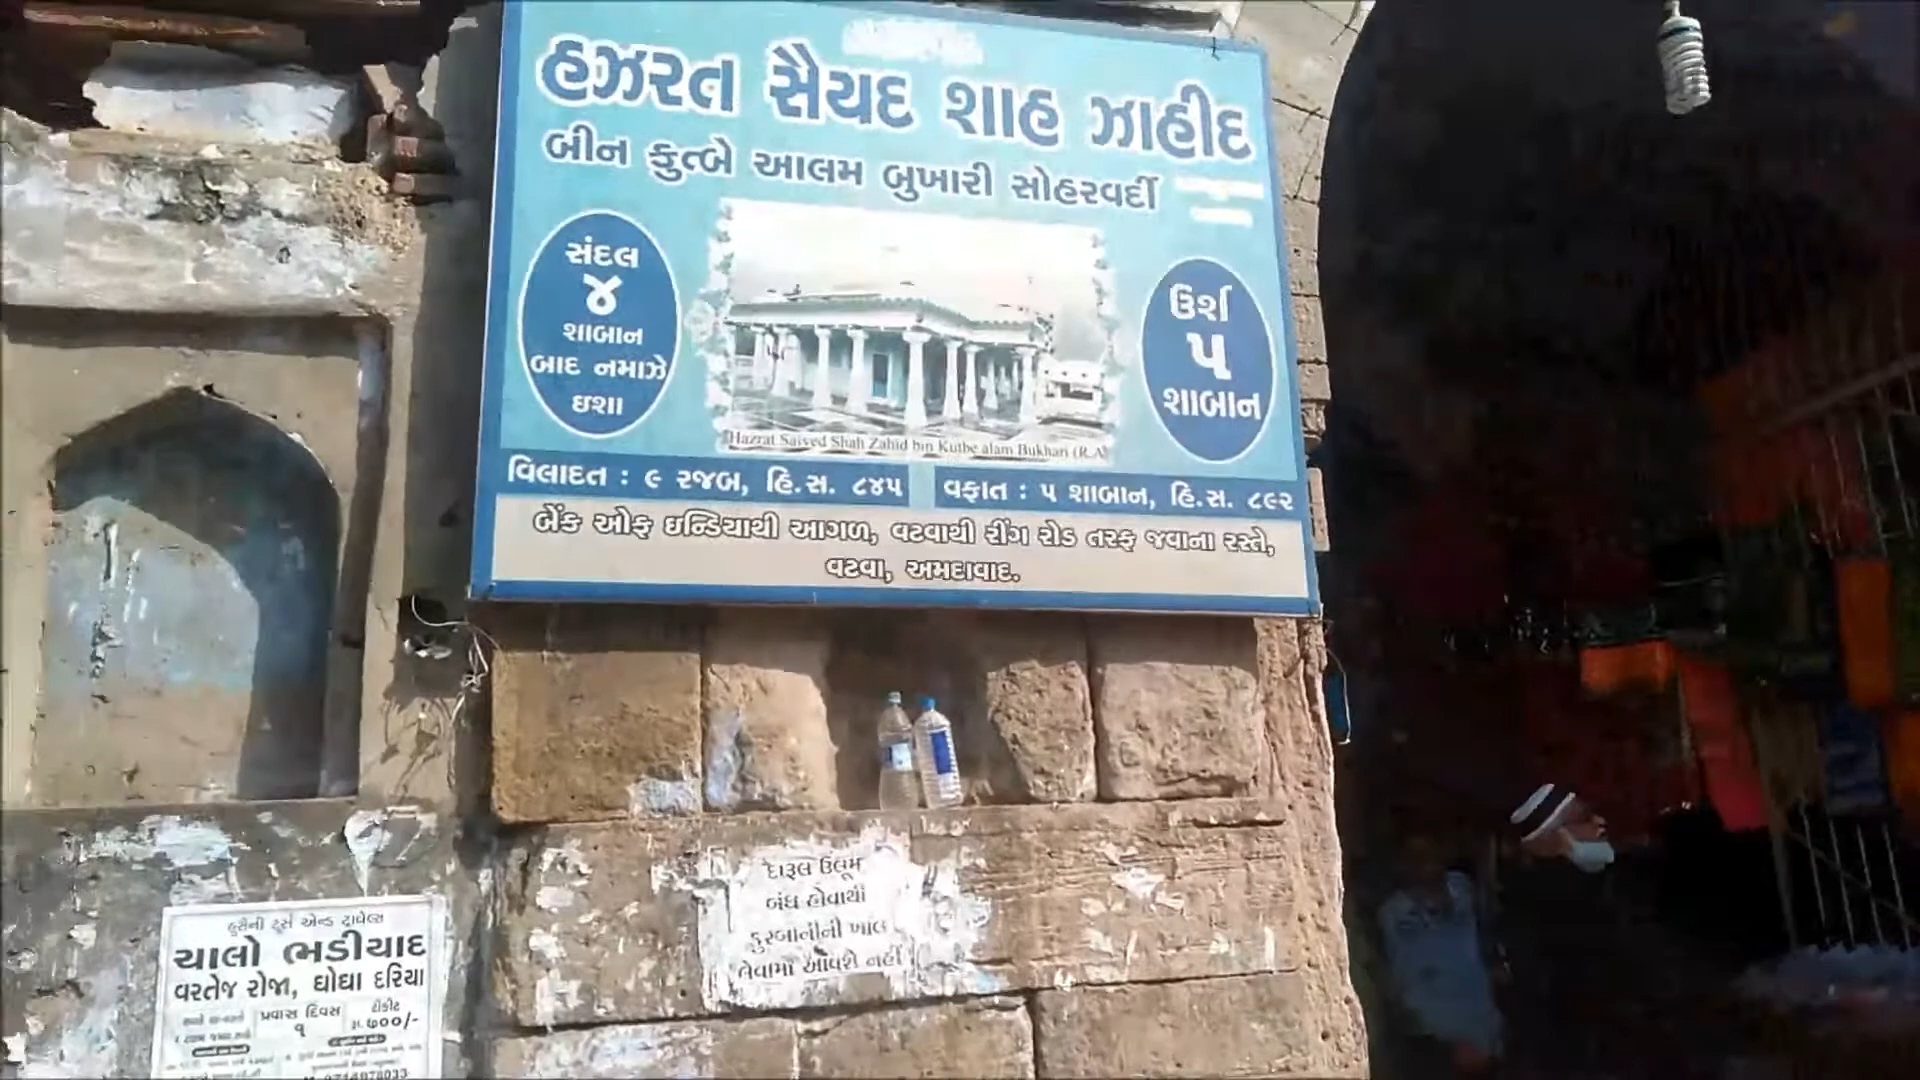 હઝરત સૈયદ શાહ ઝાહીદ
બીન કુત્બે આલમ બુખારી સોહરવર્દી
સંદલ
૪
શાબાન
બાદ નમાઝે
ઇશા
ઉર્શ
૫
શાબાન
Hazrat Saiyed Shah Zahid bin Kutbe alam Bukhari (R.A)
વિલાદત : ૯ રજબ, હિ.સ. ૮૪૫
વફાત : ૫ શાબાન, હિ.સ. ૮૯૨
બેંક ઓફ ઇન્ડિયાથી આગળ, વટવાથી રીંગ રોડ તરફ જવાના રસ્તે,
વટવા, અમદાવાદ.
દારૂલ ઉલૂમ
બંધ હોવાથી
કુરબાનીની ખાલ
લેવામાં આવશે નહીં
હુસૈની ટુર્સ એન્ડ ટ્રાવેલ્સ
ચાલો ભડીયાદ
વરતેજ રોજા, ઘોઘા દરિયા
પ્રવાસ દિવસ
૧
ટીકીટ
રૂા. ૭૦૦/-